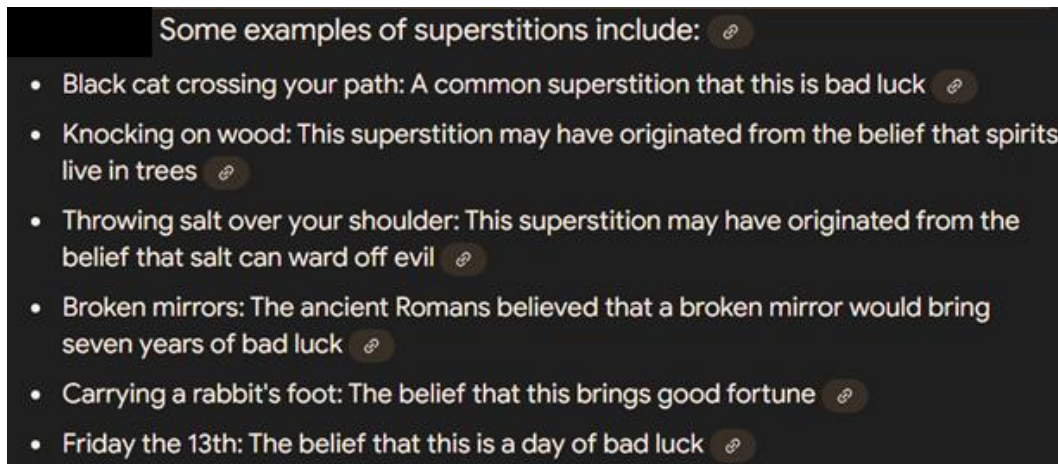 Some examples of superstitions include:
• Black cat crossing your path: A common superstition that this is bad luck
• Knocking on wood: This superstition may have originated from the belief that spirits
live in trees
• Throwing salt over your shoulder: This superstition may have originated from the
belief that salt can ward off evil
• Broken mirrors: The ancient Romans believed that a broken mirror would bring
seven years of bad luck
• Carrying a rabbit's foot: The belief that this brings good fortune
• Friday the 13th: The belief that this is a day of bad luck